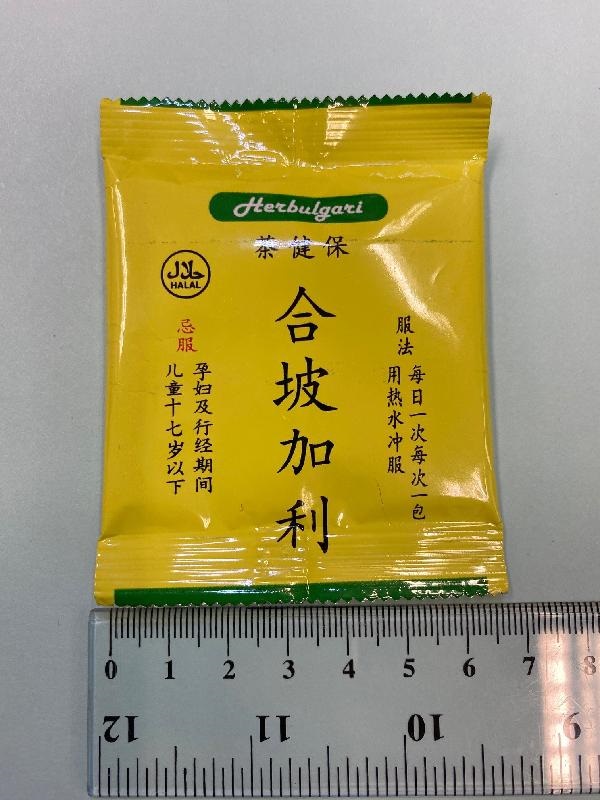 Herbulgari
茶健保
حلال
HALAL
合坡加利
服法
每日一次每次一包
用热水冲服
忌服
孕妇及行经期间
儿童十七岁以下
0 1 2 3 4 5 6 7 8
12 11 10 9